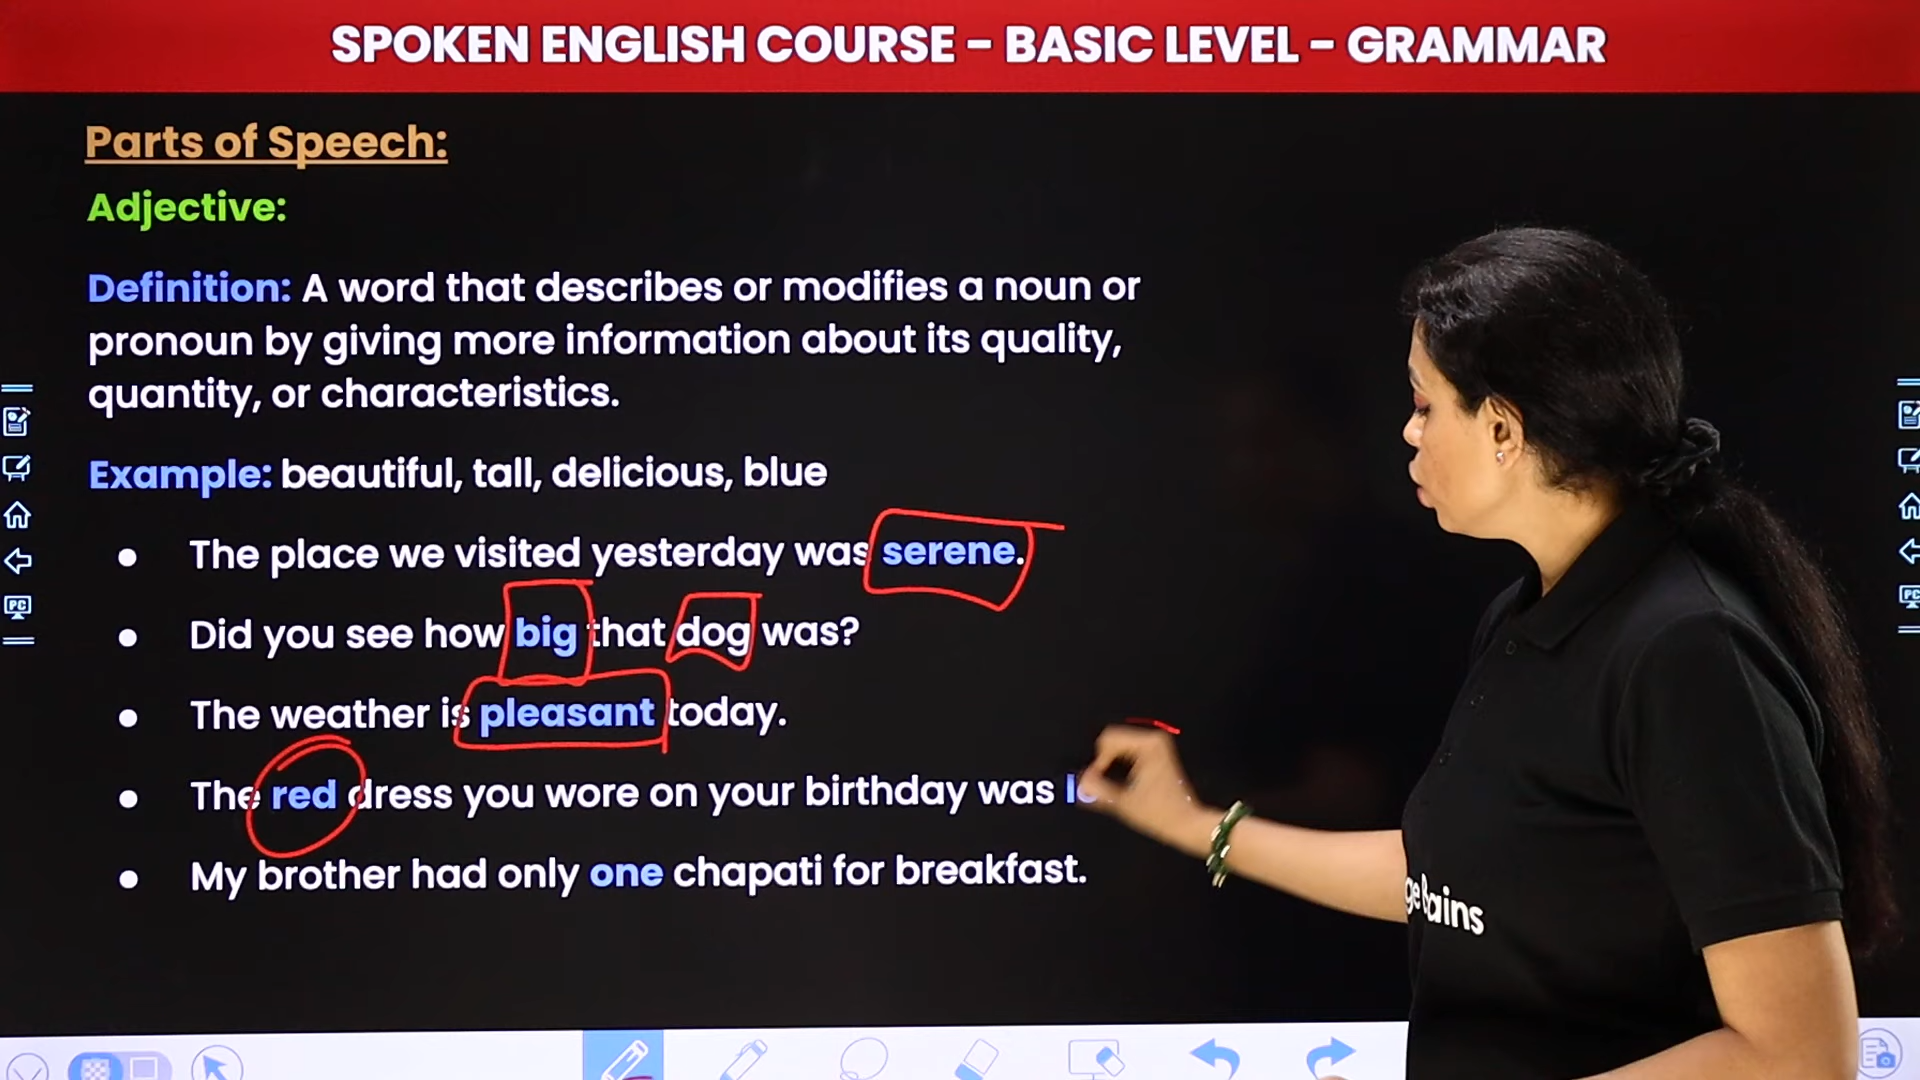 SPOKEN ENGLISH COURSE - BASIC LEVEL - GRAMMAR
Parts of Speech:
Adjective:
Definition: A word that describes or modifies a noun or
pronoun by giving more information about its quality,
quantity, or characteristics.
Example: beautiful, tall, delicious, blue
● The place we visited yesterday was serene.
● Did you see how big that dog was?
● The weather is pleasant today.
● The red dress you wore on your birthday was
● My brother had only one chapati for breakfast.
PC